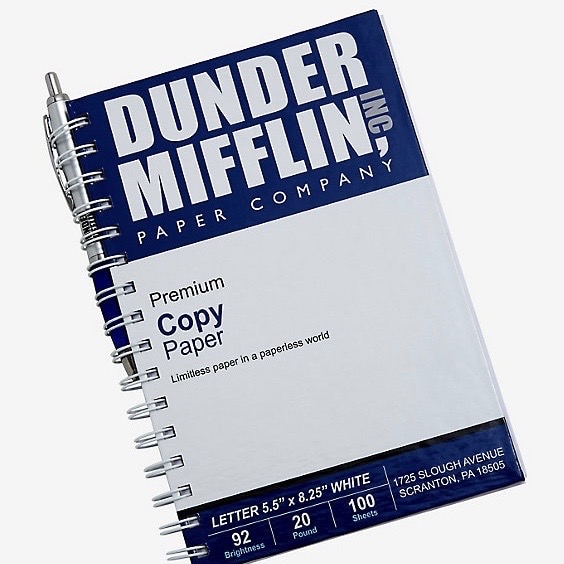 DUNDER
MIFFLIN, INC
PAPER COMPANY
Premium
Copy
Paper
Limitless paper in a paperless world
LETTER 5.5" x 8.25" WHITE
92 20 100
Brightness Pound Sheets
1725 SLOUGH AVENUE
SCRANTON, PA 18505